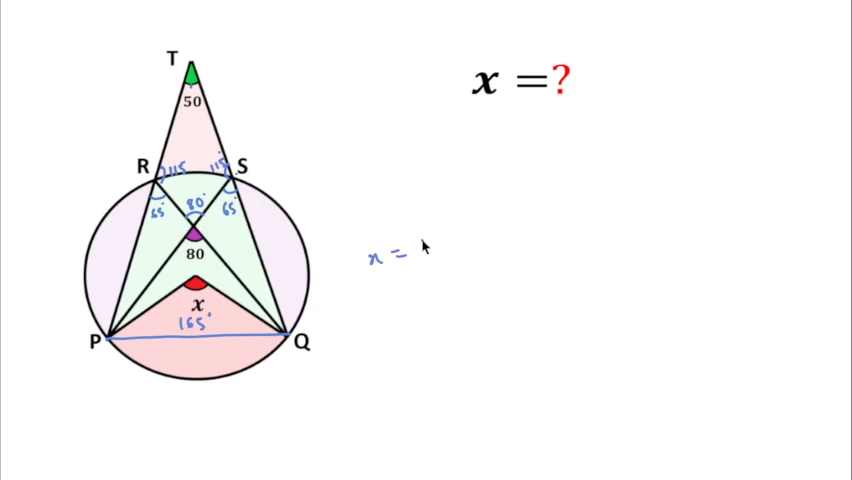 x =?
T
50
R 115 115° S
65° 80° 65°
80
x =
x
165°
P Q